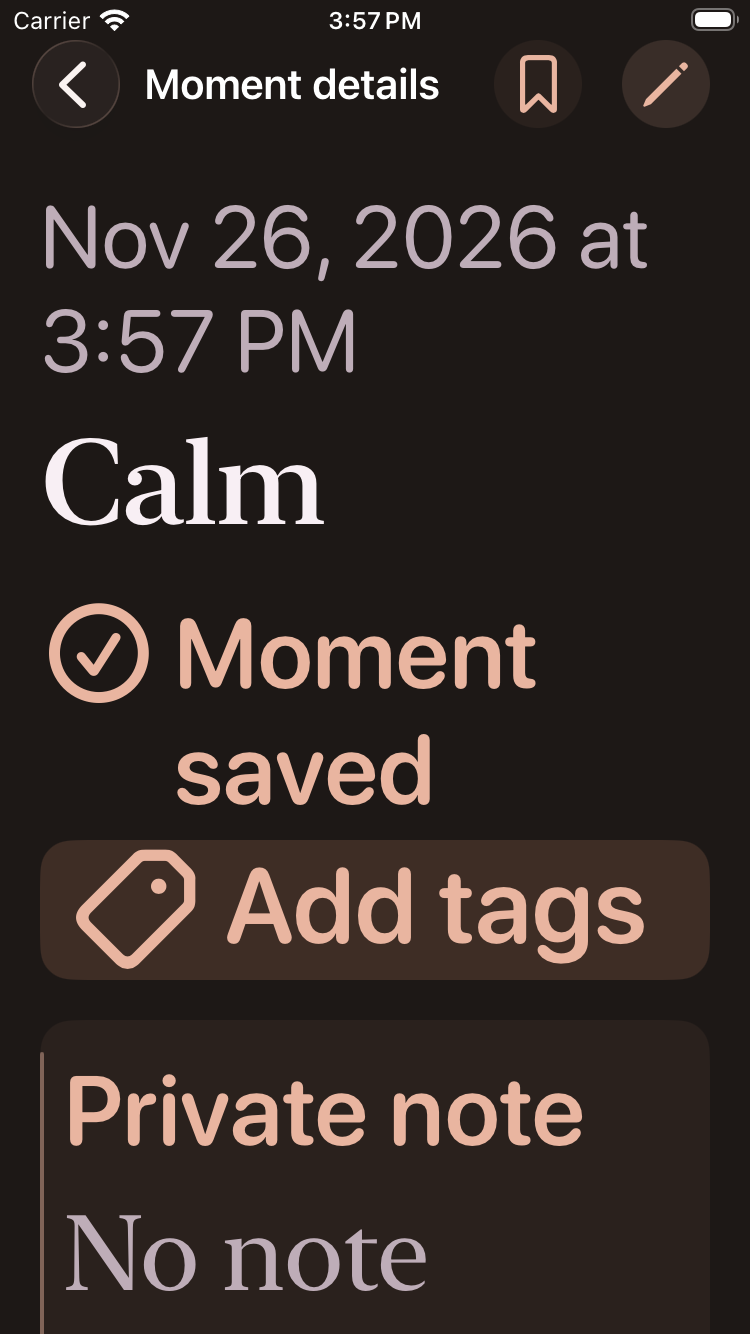 Carrier 3:57 PM
Moment details
Nov 26, 2026 at
3:57 PM
Calm
Moment
saved
Add tags
Private note
No note